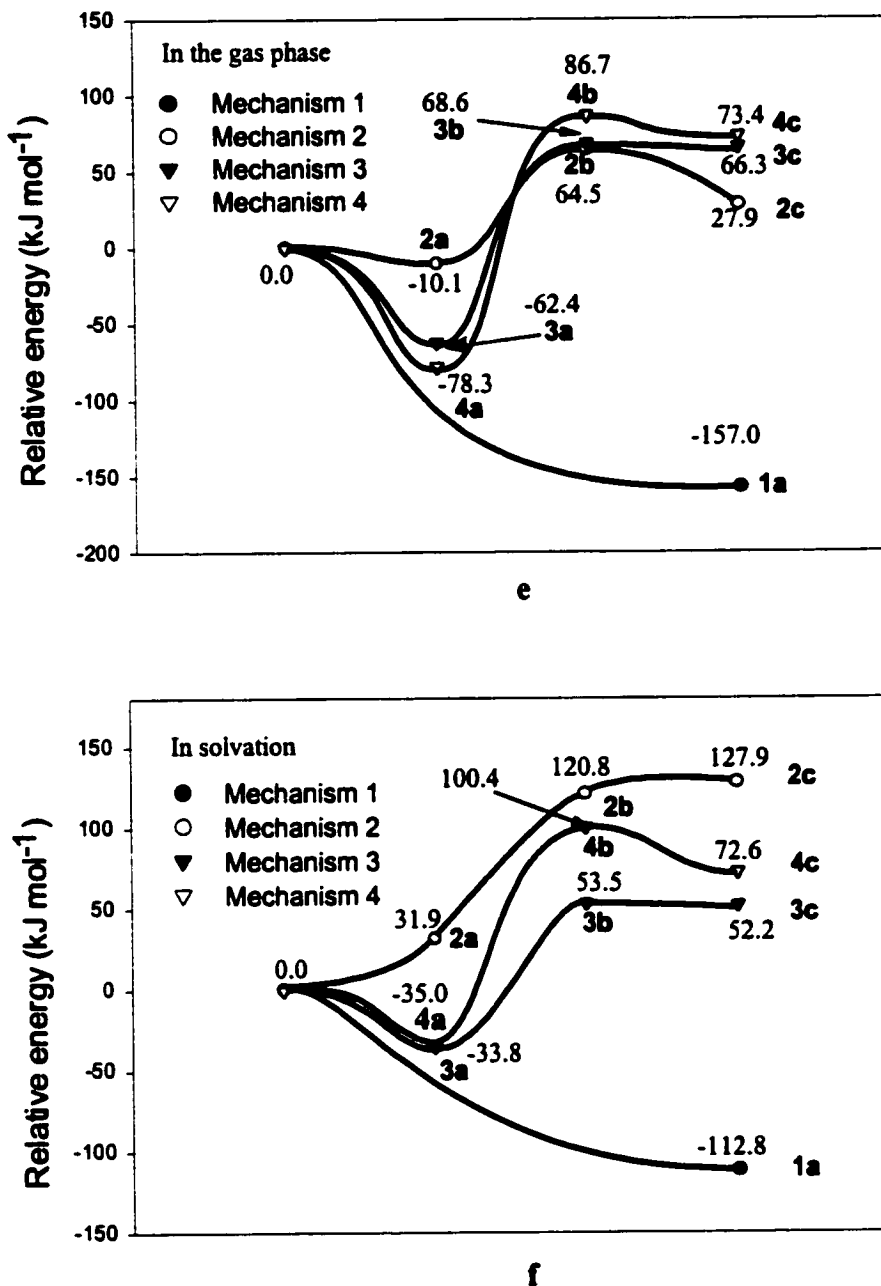 150
100
50
0
-50
-100
-150
-200
Relative energy (kJ mol⁻¹)
In the gas phase
Mechanism 1
Mechanism 2
Mechanism 3
Mechanism 4
68.6
3b
86.7
4b
73.4
4c
3c
66.3
2b
64.5
2c
27.9
2a
0.0
-10.1
-62.4
3a
-78.3
4a
-157.0
1a
e
150
100
50
0
-50
-100
-150
Relative energy (kJ mol⁻¹)
In solvation
Mechanism 1
Mechanism 2
Mechanism 3
Mechanism 4
100.4
120.8
127.9
2c
2b
4b
72.6
4c
53.5
3b
3c
52.2
31.9
2a
0.0
-35.0
4a
-33.8
3a
-112.8
1a
f